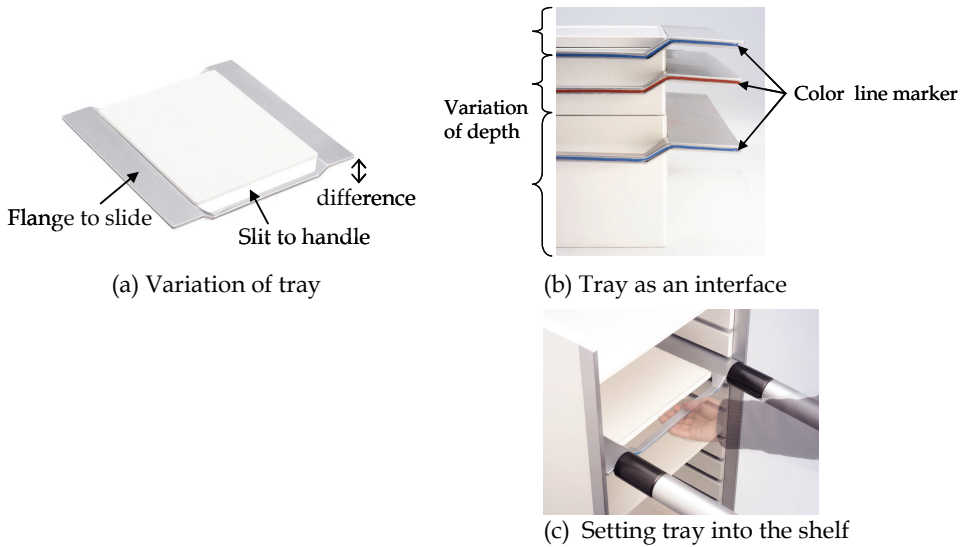 difference
Flange to slide
Slit to handle
(a) Variation of tray
Variation
of depth
Color line marker
(b) Tray as an interface
(c) Setting tray into the shelf